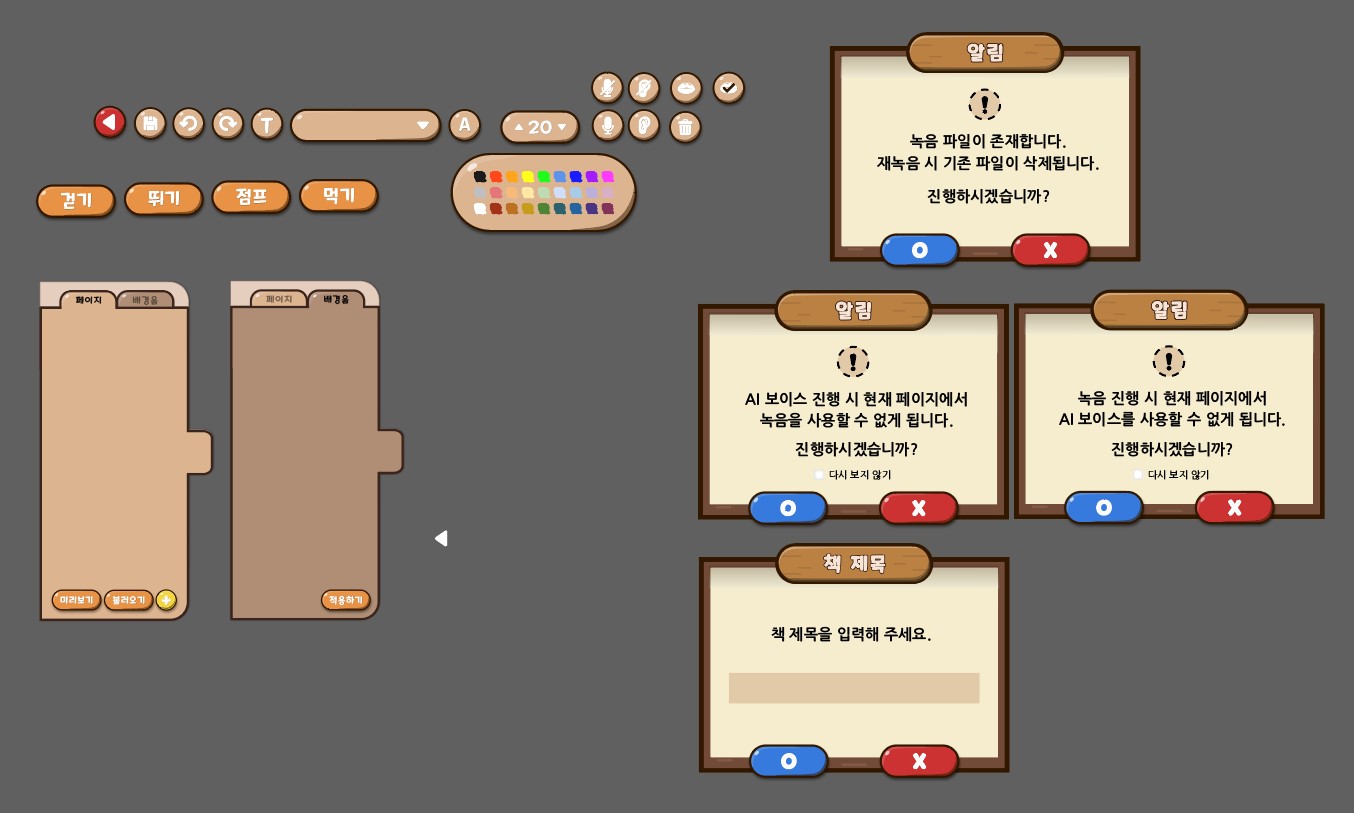 T
A
20
걷기
뛰기
점프
먹기
페이지
배경음
페이지
배경음
미리보기
불러오기
적용하기
알림
녹음 파일이 존재합니다.
재녹음 시 기존 파일이 삭제됩니다.
진행하시겠습니까?
O
X
알림
AI 보이스 진행 시 현재 페이지에서
녹음을 사용할 수 없게 됩니다.
진행하시겠습니까?
다시 보지 않기
O
X
알림
녹음 진행 시 현재 페이지에서
AI 보이스를 사용할 수 없게 됩니다.
진행하시겠습니까?
다시 보지 않기
O
X
책 제목
책 제목을 입력해 주세요.
O
X